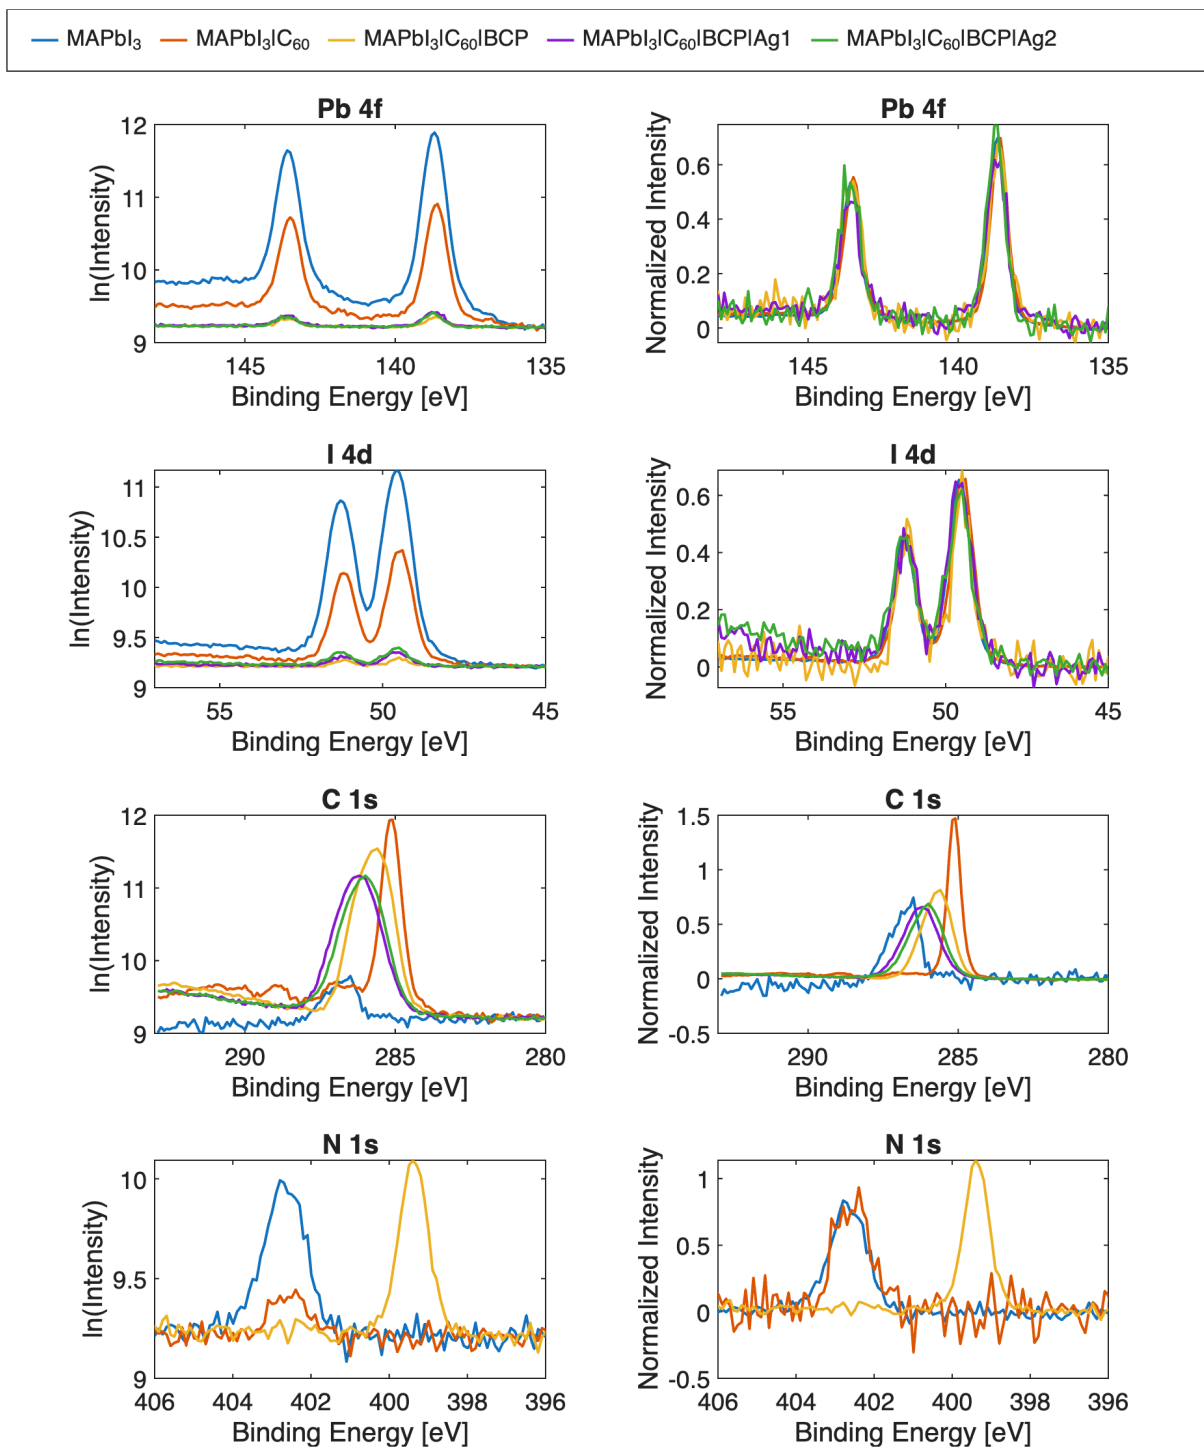 MAPbI₃ MAPbI₃|C₆₀ MAPbI₃|C₆₀|BCP MAPbI₃|C₆₀|BCP|Ag1 MAPbI₃|C₆₀|BCP|Ag2
Pb 4f
12
11
10
9
ln(Intensity)
145 140 135
Binding Energy [eV]
Pb 4f
0.6
0.4
0.2
0
Normalized Intensity
145 140 135
Binding Energy [eV]
I 4d
11
10.5
10
9.5
9
ln(Intensity)
55 50 45
Binding Energy [eV]
I 4d
0.6
0.4
0.2
0
Normalized Intensity
55 50 45
Binding Energy [eV]
C 1s
12
11
10
9
ln(Intensity)
290 285 280
Binding Energy [eV]
C 1s
1.5
1
0.5
0
-0.5
Normalized Intensity
290 285 280
Binding Energy [eV]
N 1s
10
9.5
9
ln(Intensity)
406 404 402 400 398 396
Binding Energy [eV]
N 1s
1
0.5
0
-0.5
Normalized Intensity
406 404 402 400 398 396
Binding Energy [eV]